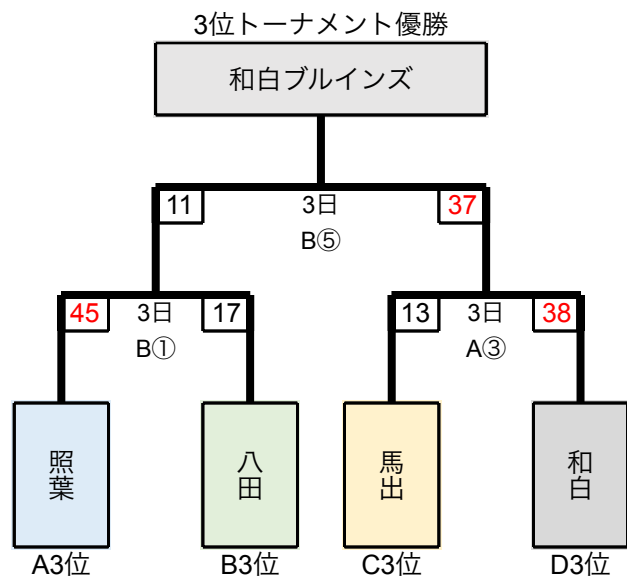 3位トーナメント優勝
和白ブルインズ
11 3日 37
B⑤
45 3日 17 13 3日 38
B① A③
照葉 八田 馬出 和白
A3位 B3位 C3位 D3位